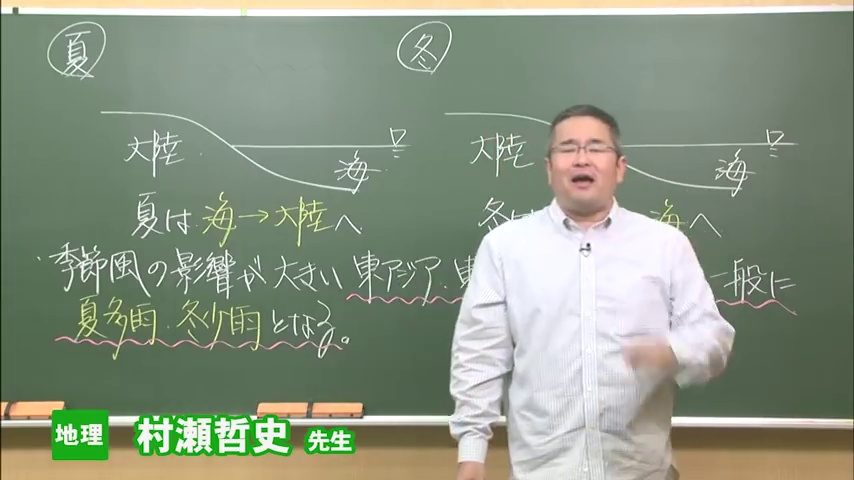 夏
冬
大陸
海
大陸
海
夏は 海→大陸へ
冬は 海へ
・季節風の影響が大きい 東アジア・東 一般に
夏多雨・冬少雨となる。
地理 村瀬哲史 先生